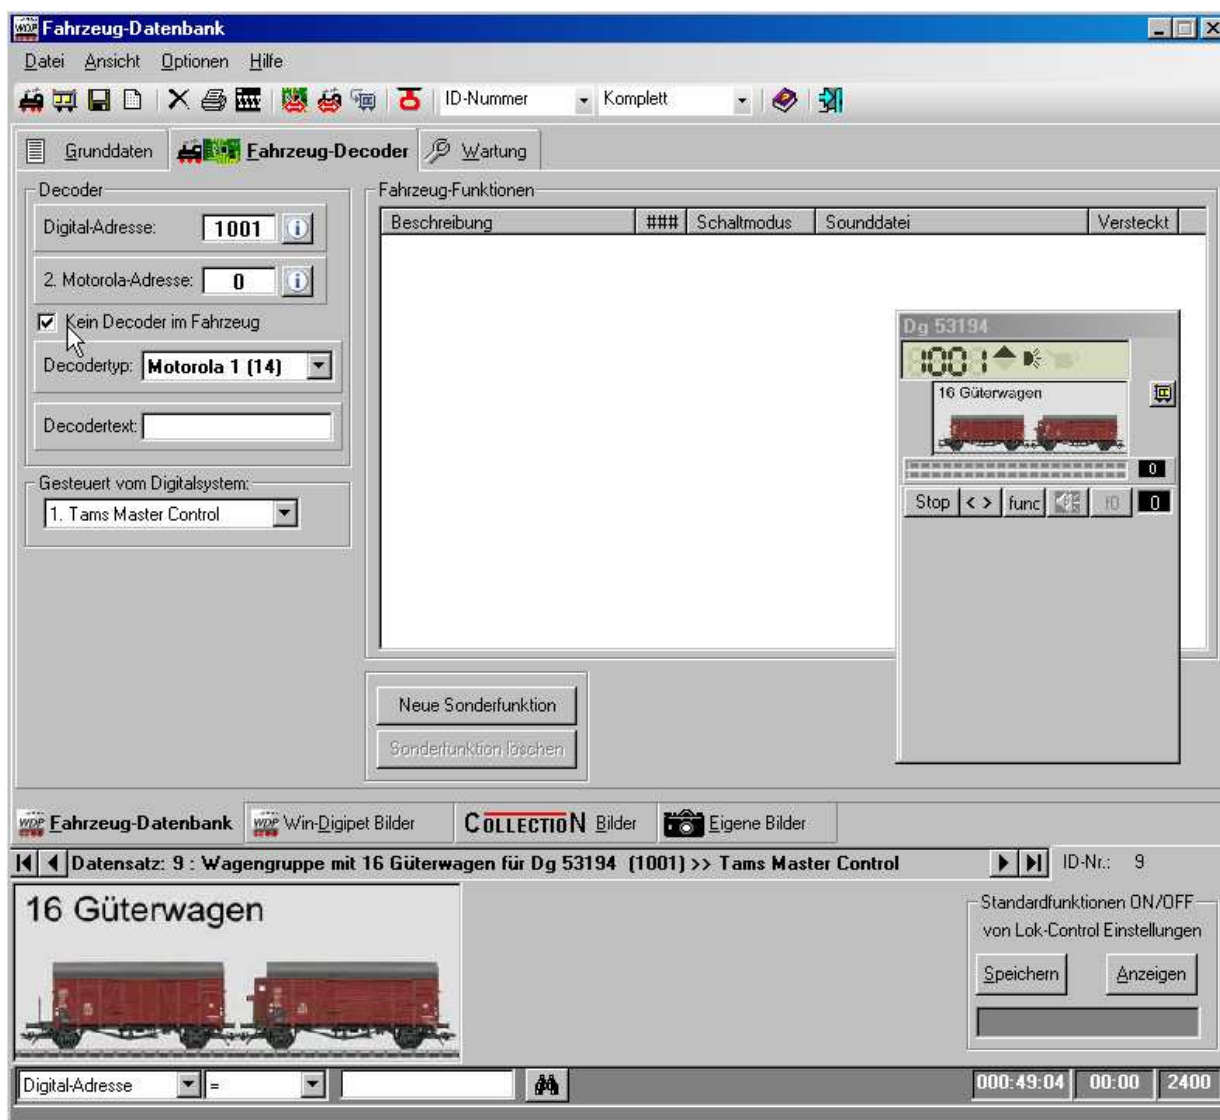 WDP Fahrzeug-Datenbank
Datei Ansicht Optionen Hilfe
ID-Nummer Komplett
Grunddaten Fahrzeug-Decoder Wartung
Decoder
Digital-Adresse: 1001
2. Motorola-Adresse: 0
Kein Decoder im Fahrzeug
Decodertyp: Motorola 1 (14)
Decodertext:
Gesteuert vom Digitalsystem:
1. Tams Master Control
Fahrzeug-Funktionen
Beschreibung ### Schaltmodus Sounddatei Versteckt
Dg 53194
1001
16 Güterwagen
0
Stop < > func f0 0
Neue Sonderfunktion
Sonderfunktion löschen
WDP Fahrzeug-Datenbank WDP Win-Digipet Bilder COLLECTION Bilder Eigene Bilder
Datensatz: 9 : Wagengruppe mit 16 Güterwagen für Dg 53194 (1001) >> Tams Master Control ID-Nr.: 9
16 Güterwagen
Standardfunktionen ON/OFF
von Lok-Control Einstellungen
Speichern Anzeigen
Digital-Adresse = 000:49:04 00:00 2400